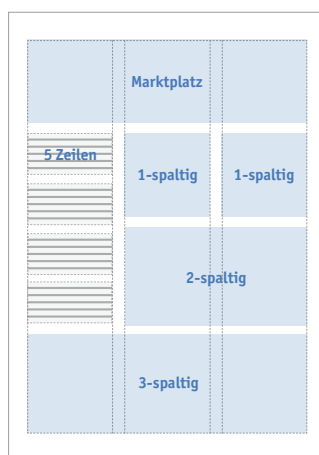 Marktplatz
5 Zeilen
1-spaltig
1-spaltig
2-spaltig
3-spaltig